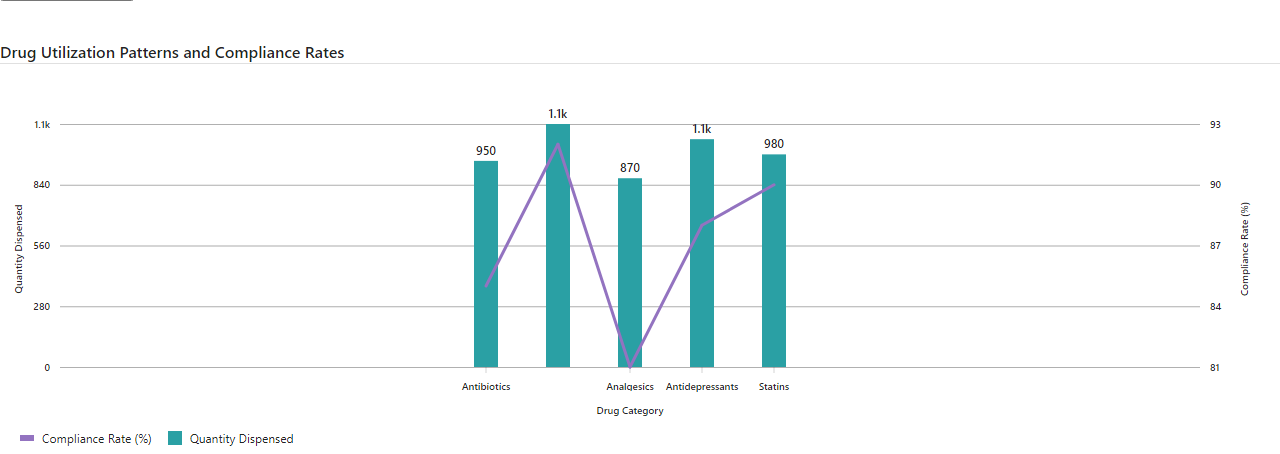 Drug Utilization Patterns and Compliance Rates
1.1k
1.1k 950 870 1.1k 980 93
840 90
560 87
280 84
0 81
Quantity Dispensed
Compliance Rate (%)
Antibiotics Analgesics Antidepressants Statins
Drug Category
Compliance Rate (%) Quantity Dispensed